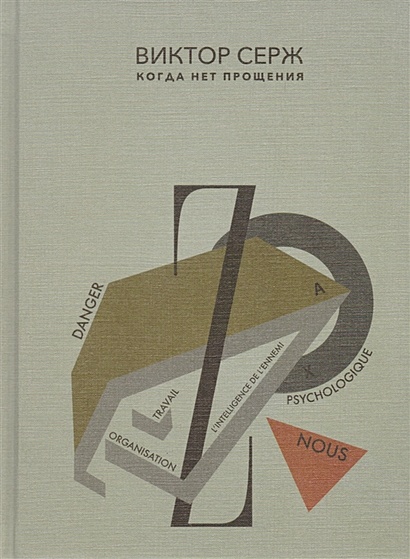 ВИКТОР СЕРЖ
КОГДА НЕТ ПРОЩЕНИЯ
Z
DANGER
A
X
PSYCHOLOGIQUE
L'INTELLIGENCE DE L'ENNEMI
TRAVAIL
ORGANISATION
NOUS